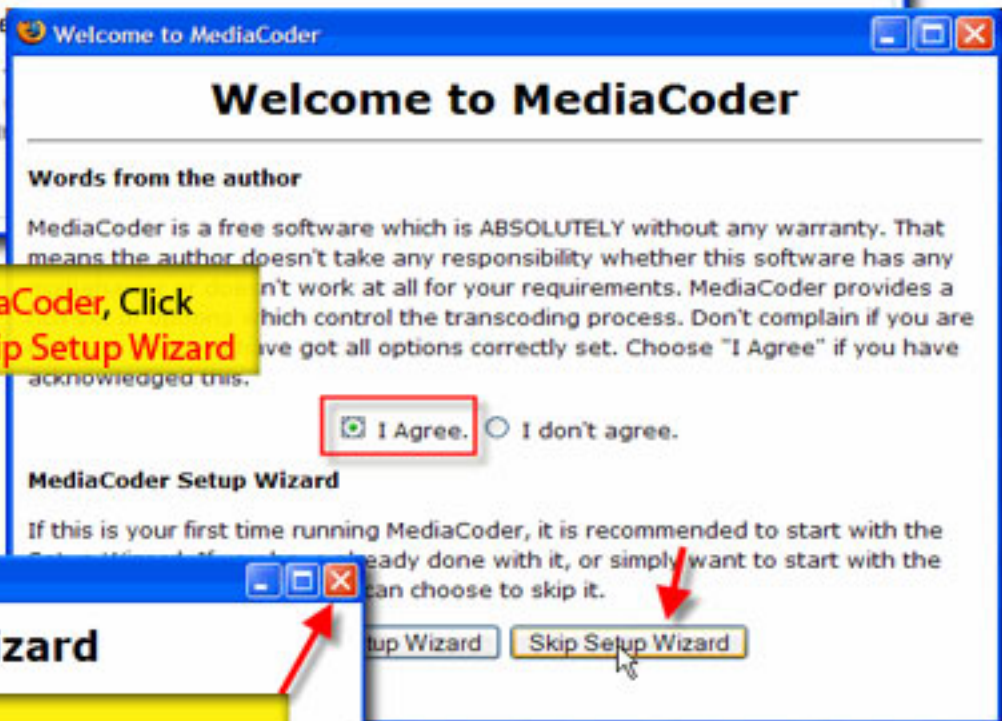 Welcome to MediaCoder
Welcome to MediaCoder
Words from the author
MediaCoder is a free software which is ABSOLUTELY without any warranty. That
means the author doesn't take any responsibility whether this software has any
n't work at all for your requirements. MediaCoder provides a
hich control the transcoding process. Don't complain if you are
ave got all options correctly set. Choose "I Agree" if you have
acknowledged this.
aCoder, Click
ip Setup Wizard
I Agree.
I don't agree.
MediaCoder Setup Wizard
If this is your first time running MediaCoder, it is recommended to start with the
eady done with it, or simply want to start with the
can choose to skip it.
tup Wizard
Skip Setup Wizard
izard